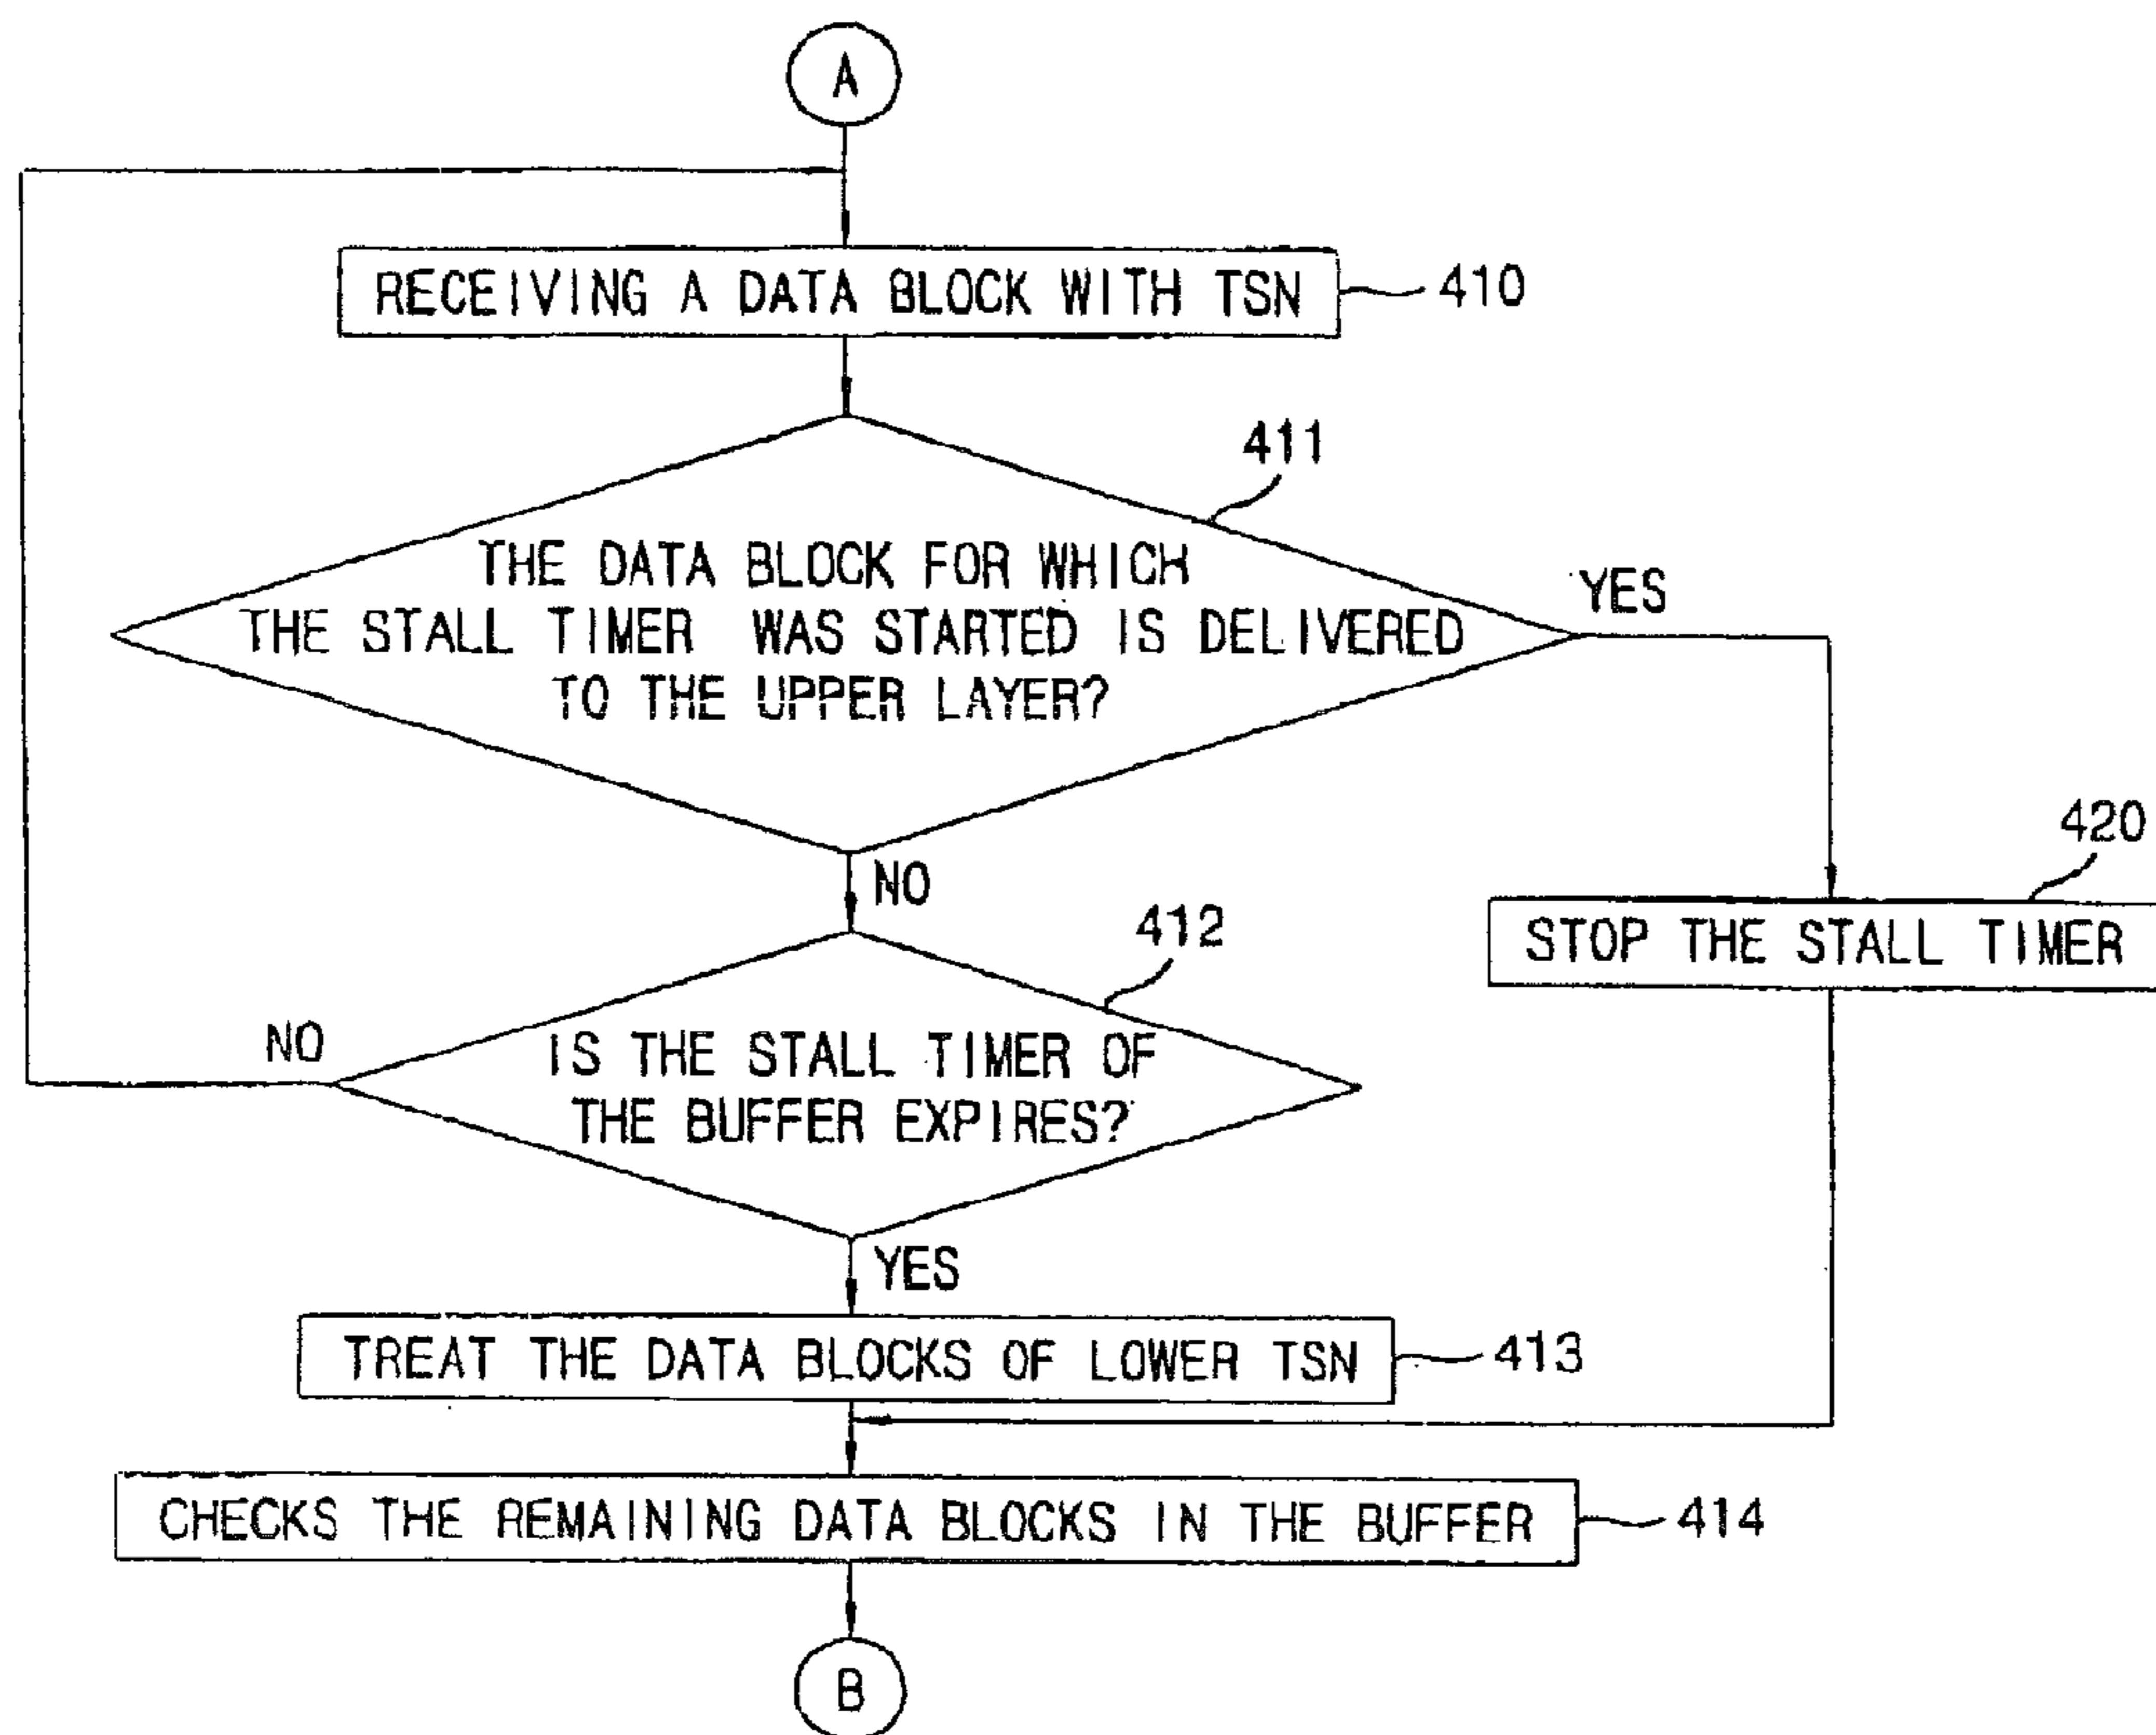 A
RECEIVING A DATA BLOCK WITH TSN
410
411
THE DATA BLOCK FOR WHICH
THE STALL TIMER WAS STARTED IS DELIVERED
TO THE UPPER LAYER?
YES
420
NO
STOP THE STALL TIMER
412
NO
IS THE STALL TIMER OF
THE BUFFER EXPIRES?
YES
TREAT THE DATA BLOCKS OF LOWER TSN
413
CHECKS THE REMAINING DATA BLOCKS IN THE BUFFER
414
B